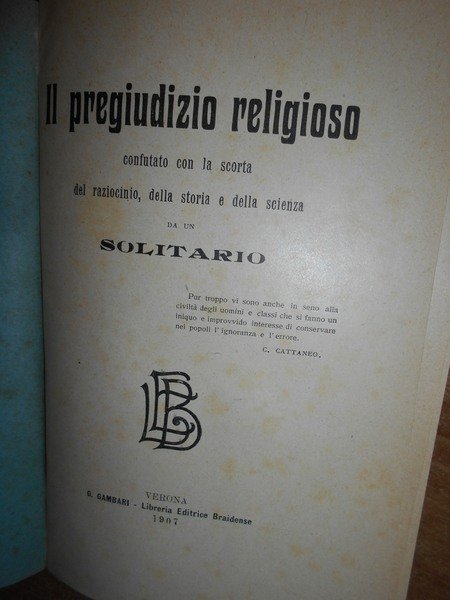 Il pregiudizio religioso
confutato con la scorta
del raziocinio, della storia e della scienza
DA UN
SOLITARIO
Pur troppo vi sono anche in seno alla
civiltà degli uomini e classi che si fanno un
iniquo e improvvido interesse di conservare
nei popoli l'ignoranza e l'errore.
C. CATTANEO.
LEB
VERONA
G. GAMBARI - Libreria Editrice Braidense
1907